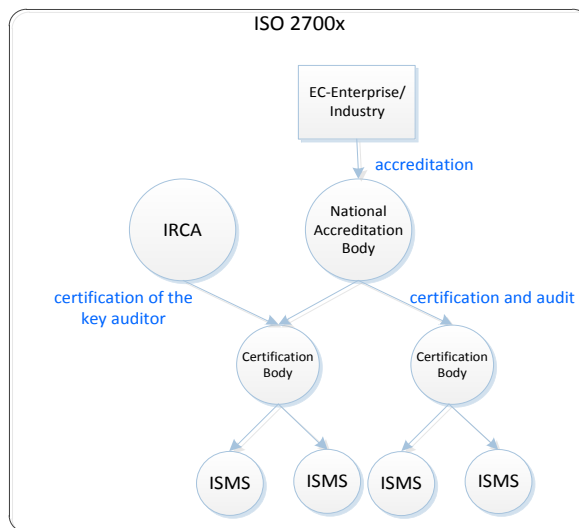 ISO 2700x
EC-Enterprise/
Industry
accreditation
IRCA
National
Accreditation
Body
certification of the
key auditor
certification and audit
Certification
Body
Certification
Body
ISMS
ISMS
ISMS
ISMS